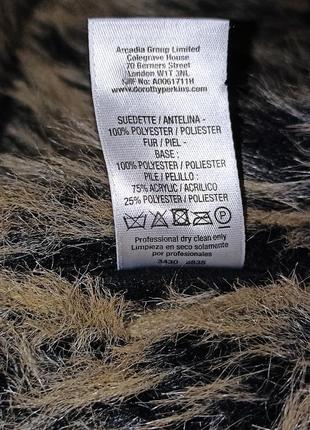 Arcadia Group Limited
Colegrave House
70 Berners Street
London W1T 3NL
NIF No: A0061711H
www.dorothyperkins.com
SUEDETTE / ANTELINA -
100% POLYESTER / POLIESTER
FUR / PIEL -
BASE :
100% POLYESTER / POLIESTER
PILE / PELILLO :
75% ACRYLIC / ACRILICO
25% POLYESTER / POLIESTER
P
Professional dry clean only
Limpieza en seco solamente
por profesionales
3430